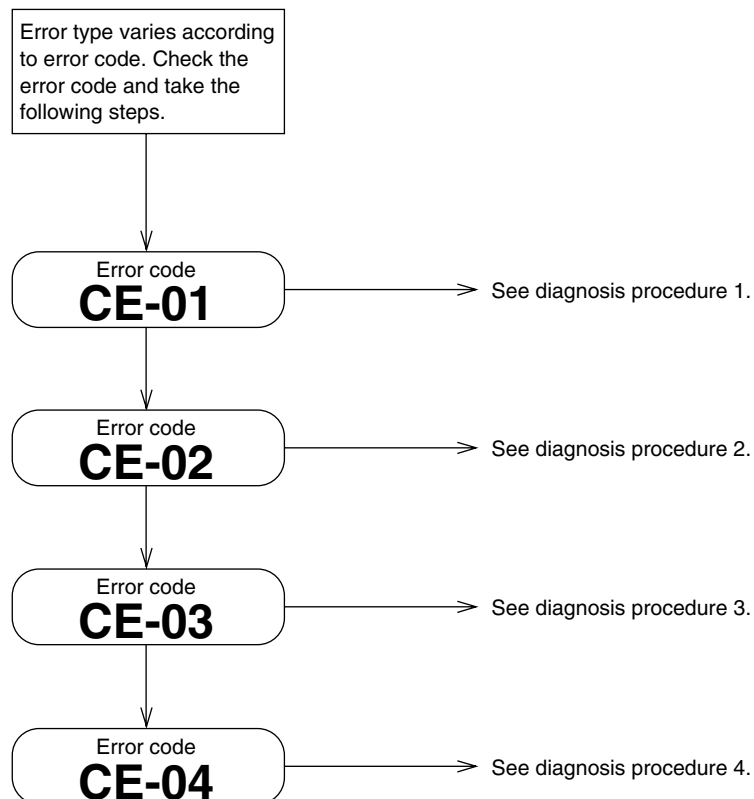 Error type varies according
to error code. Check the
error code and take the
following steps.
Error code
CE-01
See diagnosis procedure 1.
Error code
CE-02
See diagnosis procedure 2.
Error code
CE-03
See diagnosis procedure 3.
Error code
CE-04
See diagnosis procedure 4.